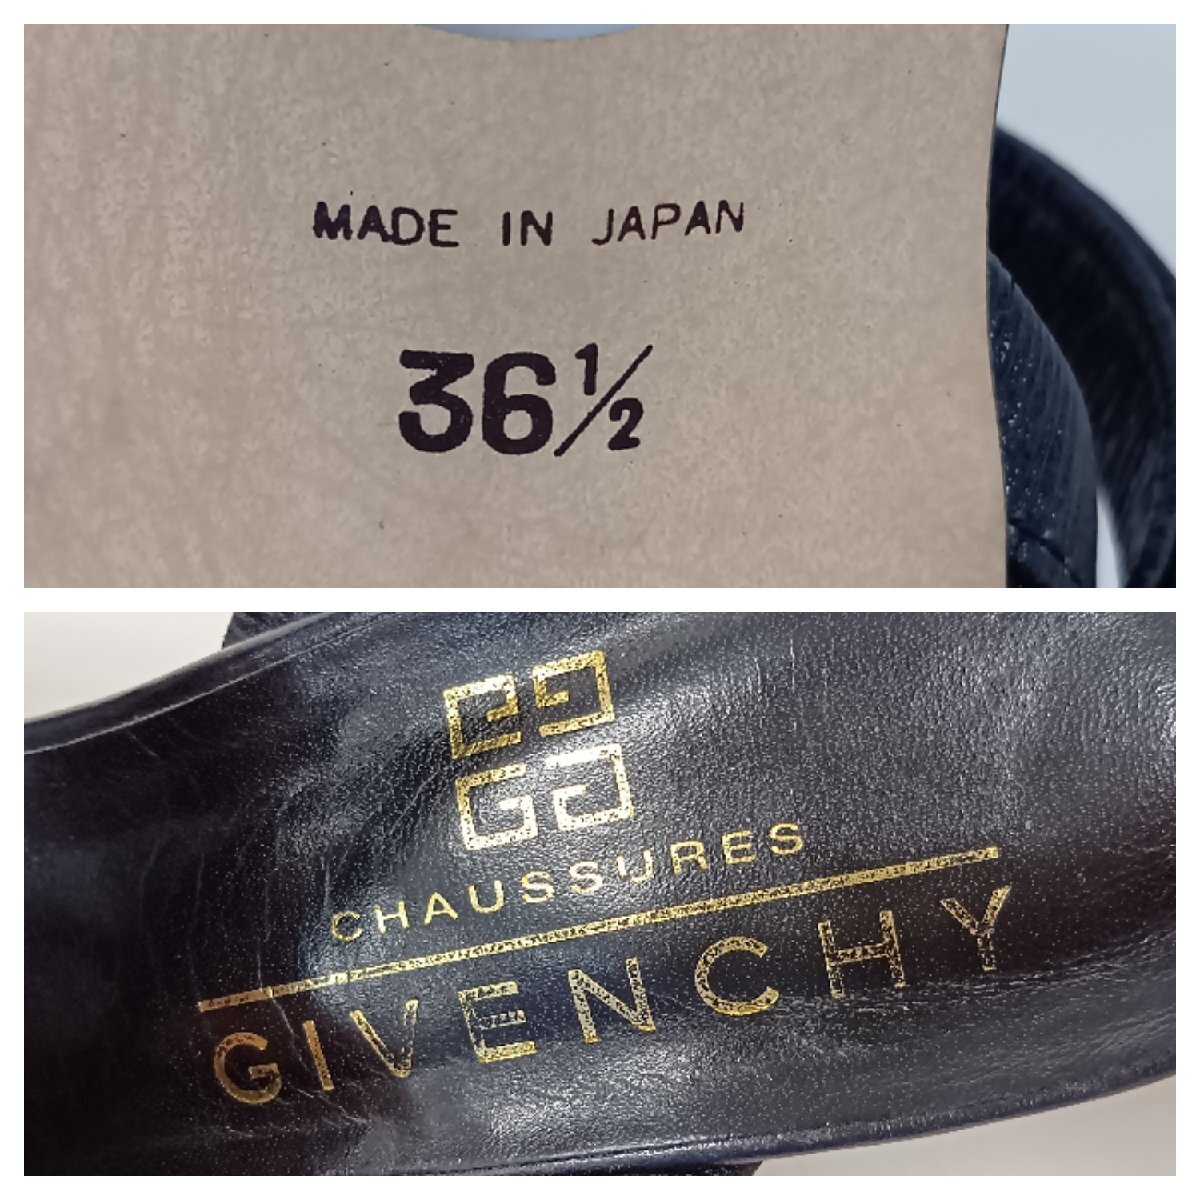 MADE IN JAPAN
36½
CHAUSSURES
GIVENCHY